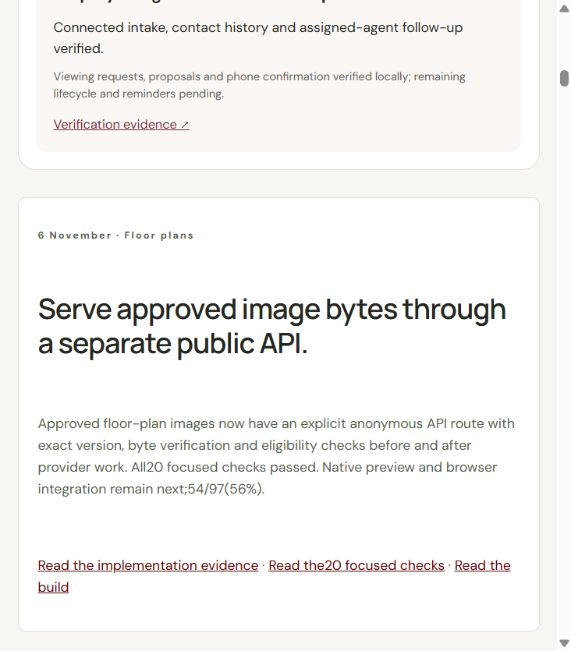 Connected intake, contact history and assigned-agent follow-up
verified.
Viewing requests, proposals and phone confirmation verified locally; remaining
lifecycle and reminders pending.
Verification evidence ↗
6 November · Floor plans
Serve approved image bytes through
a separate public API.
Approved floor-plan images now have an explicit anonymous API route with
exact version, byte verification and eligibility checks before and after
provider work. All20 focused checks passed. Native preview and browser
integration remain next;54/97(56%).
Read the implementation evidence · Read the20 focused checks · Read the
build